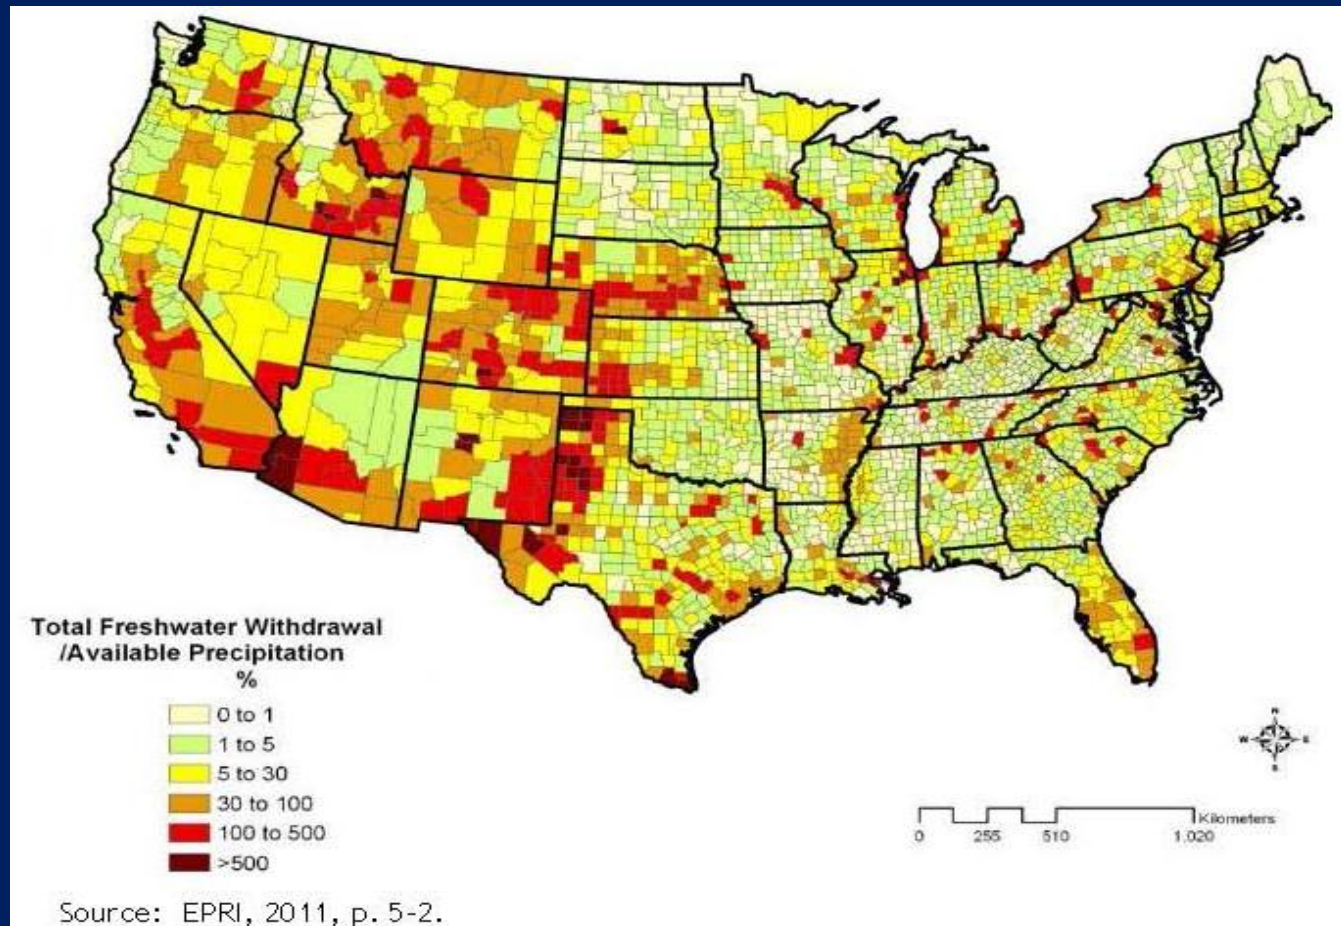 Total Freshwater Withdrawal
/Available Precipitation
%
0 to 1
1 to 5
5 to 30
30 to 100
100 to 500
>500
N
W E
S
Kilometers
0 255 510 1.020
Source: EPRI, 2011, p. 5-2.